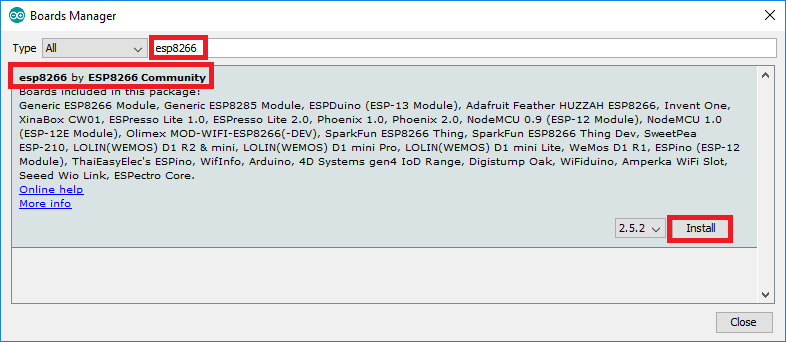 Boards Manager
Type All esp8266
esp8266 by ESP8266 Community
Boards included in this package:
Generic ESP8266 Module, Generic ESP8285 Module, ESPDuino (ESP-13 Module), Adafruit Feather HUZZAH ESP8266, Invent One,
XinaBox CW01, ESPresso Lite 1.0, ESPresso Lite 2.0, Phoenix 1.0, Phoenix 2.0, NodeMCU 0.9 (ESP-12 Module), NodeMCU 1.0
(ESP-12E Module), Olimex MOD-WIFI-ESP8266(-DEV), SparkFun ESP8266 Thing, SparkFun ESP8266 Thing Dev, SweetPea
ESP-210, LOLIN(WEMOS) D1 R2 & mini, LOLIN(WEMOS) D1 mini Pro, LOLIN(WEMOS) D1 mini Lite, WeMos D1 R1, ESPino (ESP-12
Module), ThaiEasyElec's ESPino, WifInfo, Arduino, 4D Systems gen4 IoD Range, Digistump Oak, WiFiduino, Amperka WiFi Slot,
Seeed Wio Link, ESPectro Core.
Online help
More info
2.5.2 Install
Close